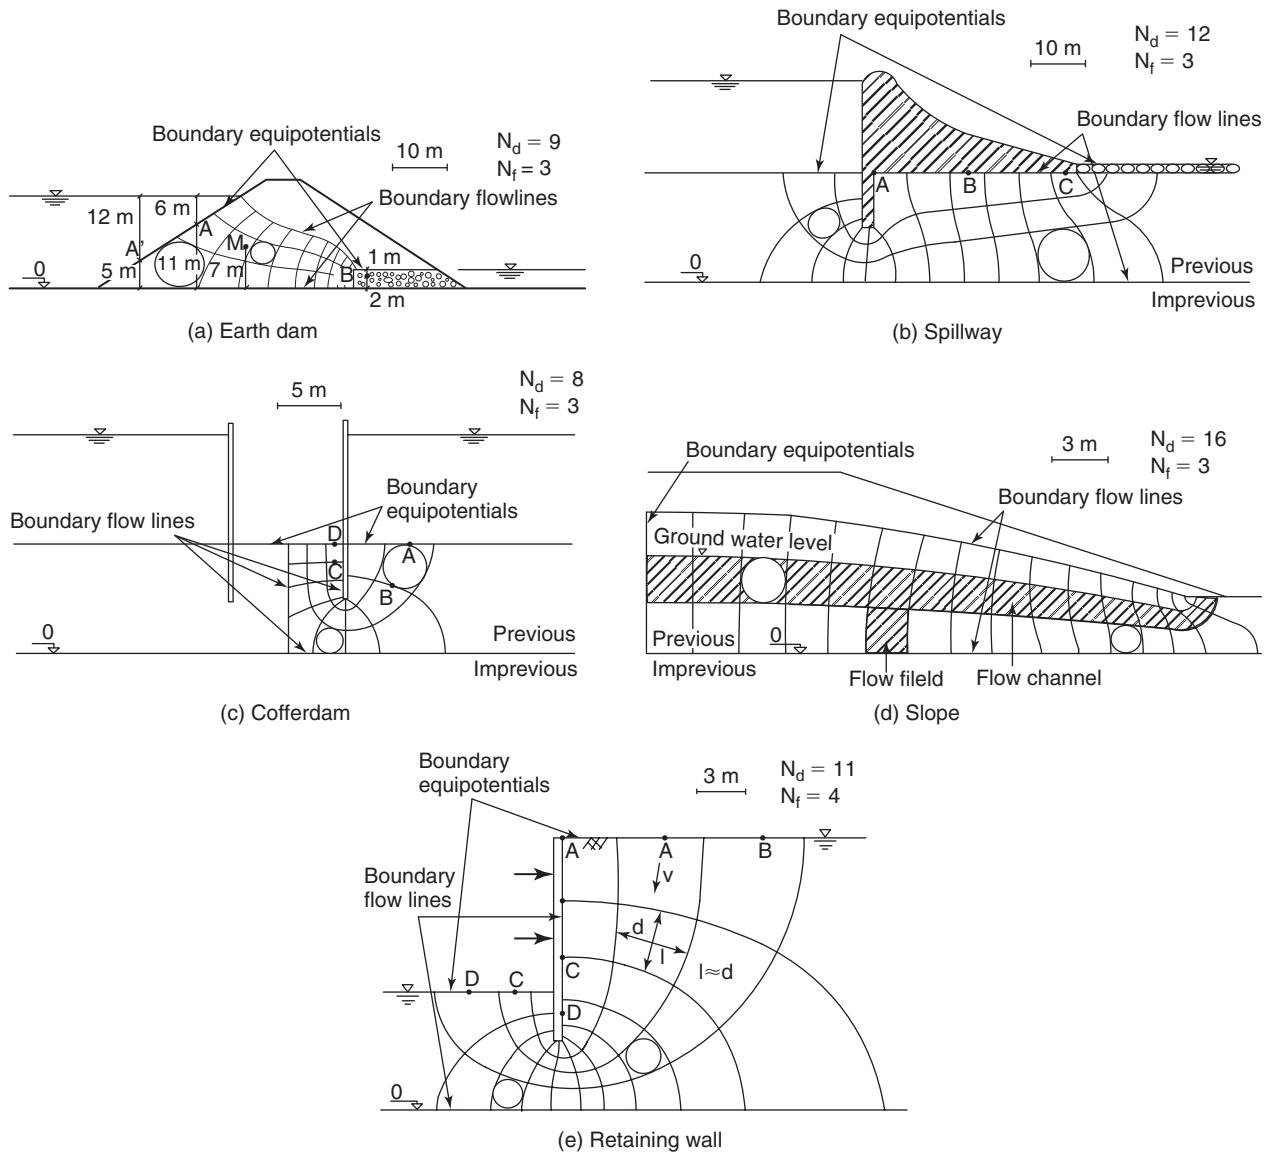 Boundary equipotentials
10 m
N_d = 9
N_f = 3
Boundary flowlines
12 m
6 m
A
A'
M
5 m
11 m
7 m
B
1 m
2 m
0
(a) Earth dam
Boundary equipotentials
10 m
N_d = 12
N_f = 3
Boundary flow lines
A
B
C
0
Previous
Imprevious
(b) Spillway
5 m
N_d = 8
N_f = 3
Boundary
equipotentials
Boundary flow lines
D
A
C
B
0
Previous
Imprevious
(c) Cofferdam
Boundary equipotentials
3 m
N_d = 16
N_f = 3
Boundary flow lines
Ground water level
Previous
0
Imprevious
Flow fileld
Flow channel
(d) Slope
Boundary
equipotentials
3 m
N_d = 11
N_f = 4
A
A
B
v
Boundary
flow lines
d
l
l≈d
C
D
C
D
0
(e) Retaining wall